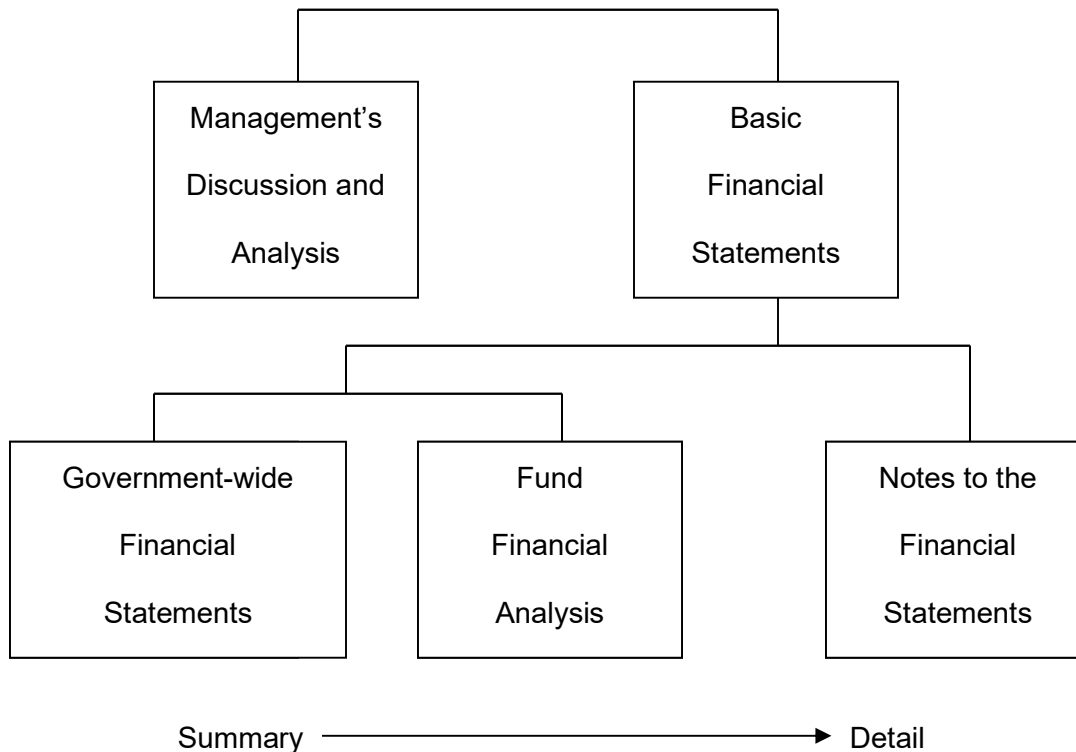 Management’s
Discussion and
Analysis
Basic
Financial
Statements
Government-wide
Financial
Statements
Fund
Financial
Analysis
Notes to the
Financial
Statements
Summary
Detail